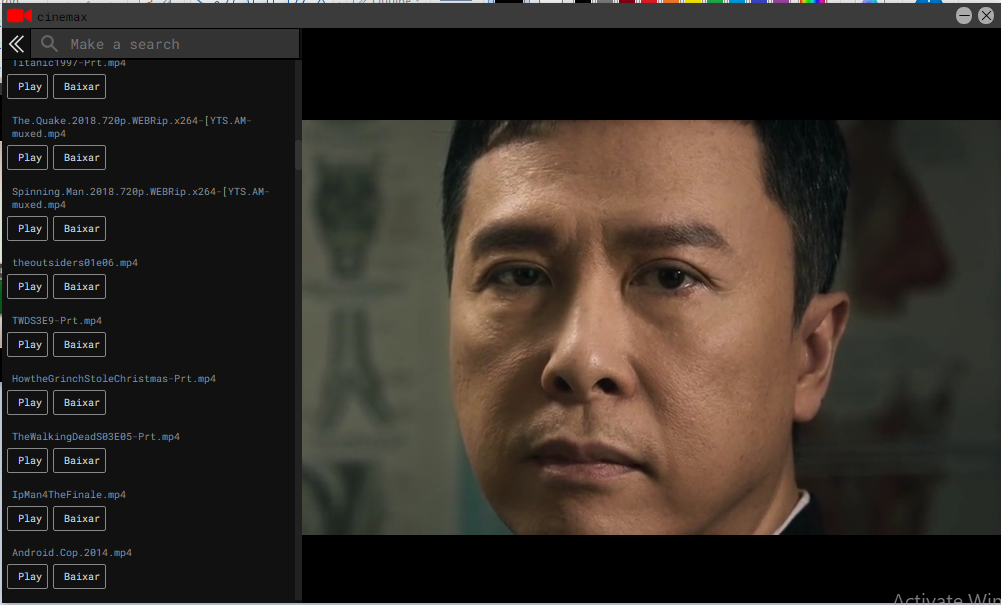 cinemax
Make a search
Titanic1997-Prt.mp4
Play Baixar
The.Quake.2018.720p.WEBRip.x264-[YTS.AM-
muxed.mp4
Play Baixar
Spinning.Man.2018.720p.WEBRip.x264-[YTS.AM-
muxed.mp4
Play Baixar
theoutsiders01e06.mp4
Play Baixar
TWDS3E9-Prt.mp4
Play Baixar
HowtheGrinchStoleChristmas-Prt.mp4
Play Baixar
TheWalkingDeadS03E05-Prt.mp4
Play Baixar
IpMan4TheFinale.mp4
Play Baixar
Android.Cop.2014.mp4
Play Baixar
Activate Win